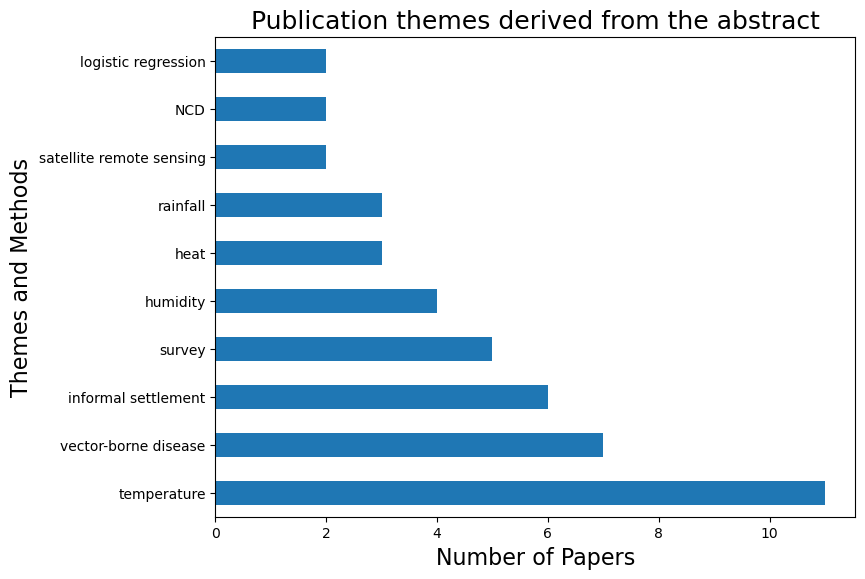 Publication themes derived from the abstract
Themes and Methods
logistic regression
NCD
satellite remote sensing
rainfall
heat
humidity
survey
informal settlement
vector-borne disease
temperature
0 2 4 6 8 10
Number of Papers